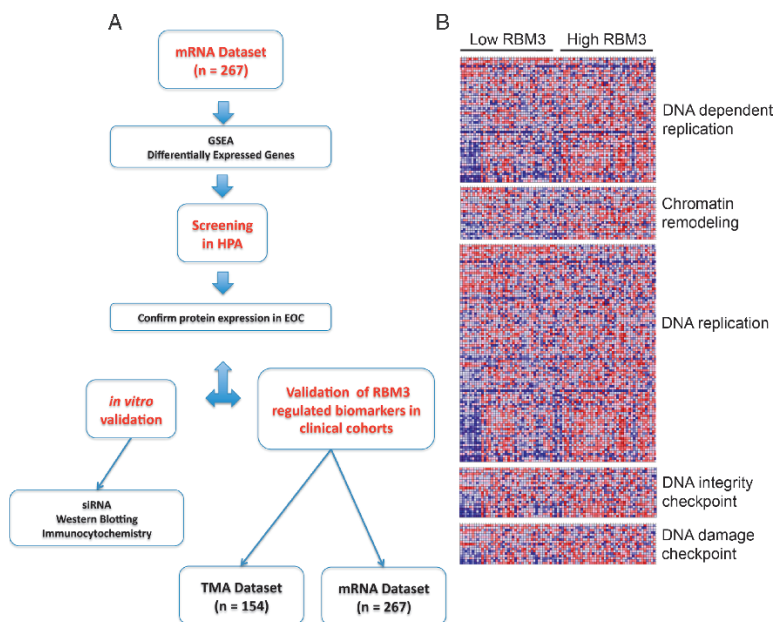 A
mRNA Dataset
(n = 267)
GSEA
Differentially Expressed Genes
Screening
in HPA
Confirm protein expression in EOC
in vitro
validation
Validation of RBM3
regulated biomarkers in
clinical cohorts
siRNA
Western Blotting
Immunocytochemistry
TMA Dataset
(n = 154)
mRNA Dataset
(n = 267)
B
Low RBM3
High RBM3
DNA dependent
replication
Chromatin
remodeling
DNA replication
DNA integrity
checkpoint
DNA damage
checkpoint